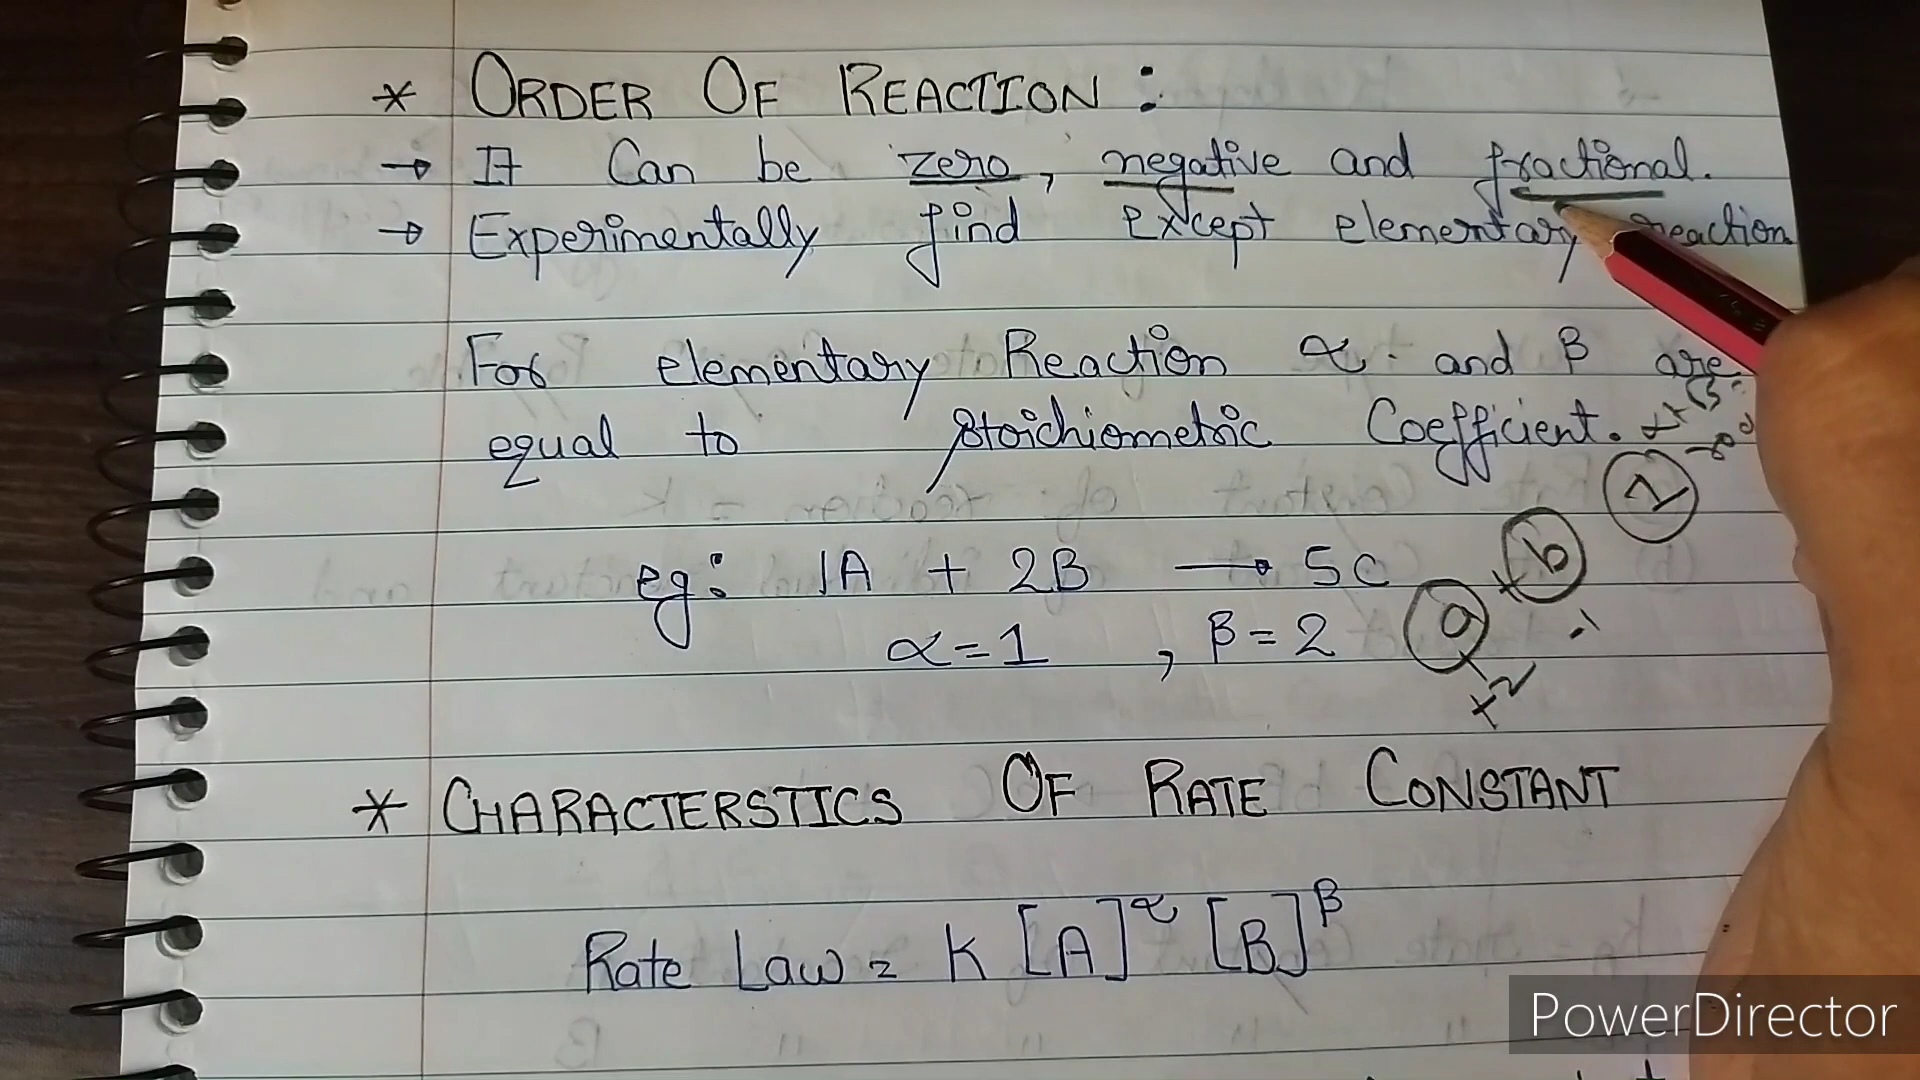 * ORDER OF REACTION :
→ It Can be zero, negative and fractional.
→ Experimentally find except elementary reaction
For elementary Reaction α. and β are
equal to stoichiometric Coefficient.
eg: 1A + 2B → 5C
α=1 , β=2
a + b
* CHARACTERSTICS OF RATE CONSTANT
Rate Law = K [A]^α [B]^β
PowerDirector